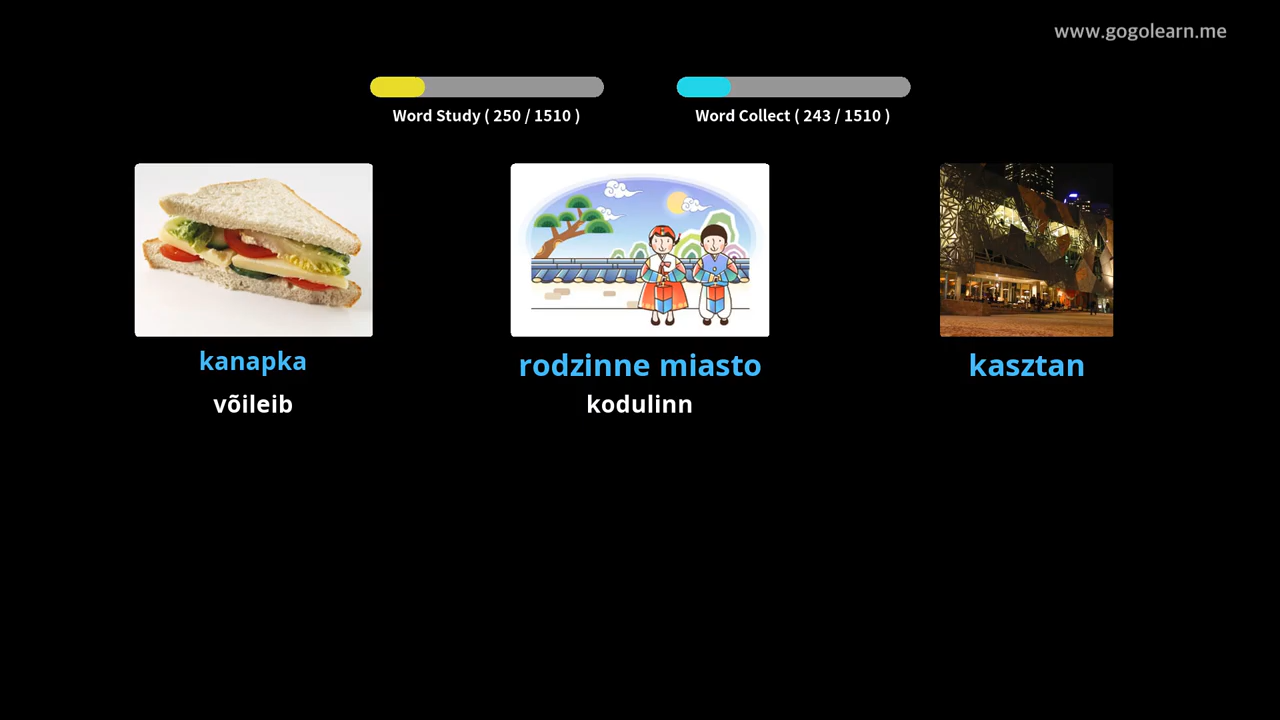 www.gogolearn.me
Word Study ( 250 / 1510 )
Word Collect ( 243 / 1510 )
kanapka
võileib
rodzinne miasto
kodulinn
kasztan